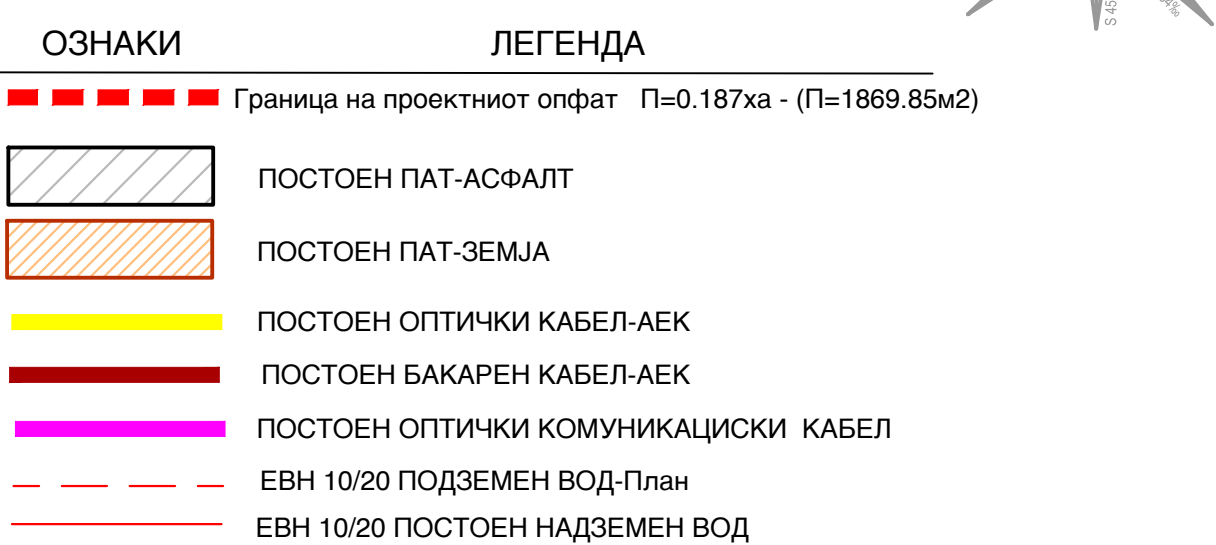 S 45
ОЗНАКИ ЛЕГЕНДА
Граница на проектниот опфат П=0.187ха - (П=1869.85м2)
ПОСТОЕН ПАТ-АСФАЛТ
ПОСТОЕН ПАТ-ЗЕМЈА
ПОСТОЕН ОПТИЧКИ КАБЕЛ-АЕК
ПОСТОЕН БАКАРЕН КАБЕЛ-АЕК
ПОСТОЕН ОПТИЧКИ КОМУНИКАЦИСКИ КАБЕЛ
ЕВН 10/20 ПОДЗЕМЕН ВОД-План
ЕВН 10/20 ПОСТОЕН НАДЗЕМЕН ВОД